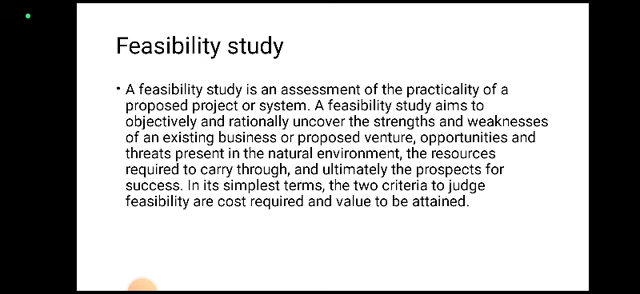 Feasibility study
• A feasibility study is an assessment of the practicality of a
proposed project or system. A feasibility study aims to
objectively and rationally uncover the strengths and weaknesses
of an existing business or proposed venture, opportunities and
threats present in the natural environment, the resources
required to carry through, and ultimately the prospects for
success. In its simplest terms, the two criteria to judge
feasibility are cost required and value to be attained.